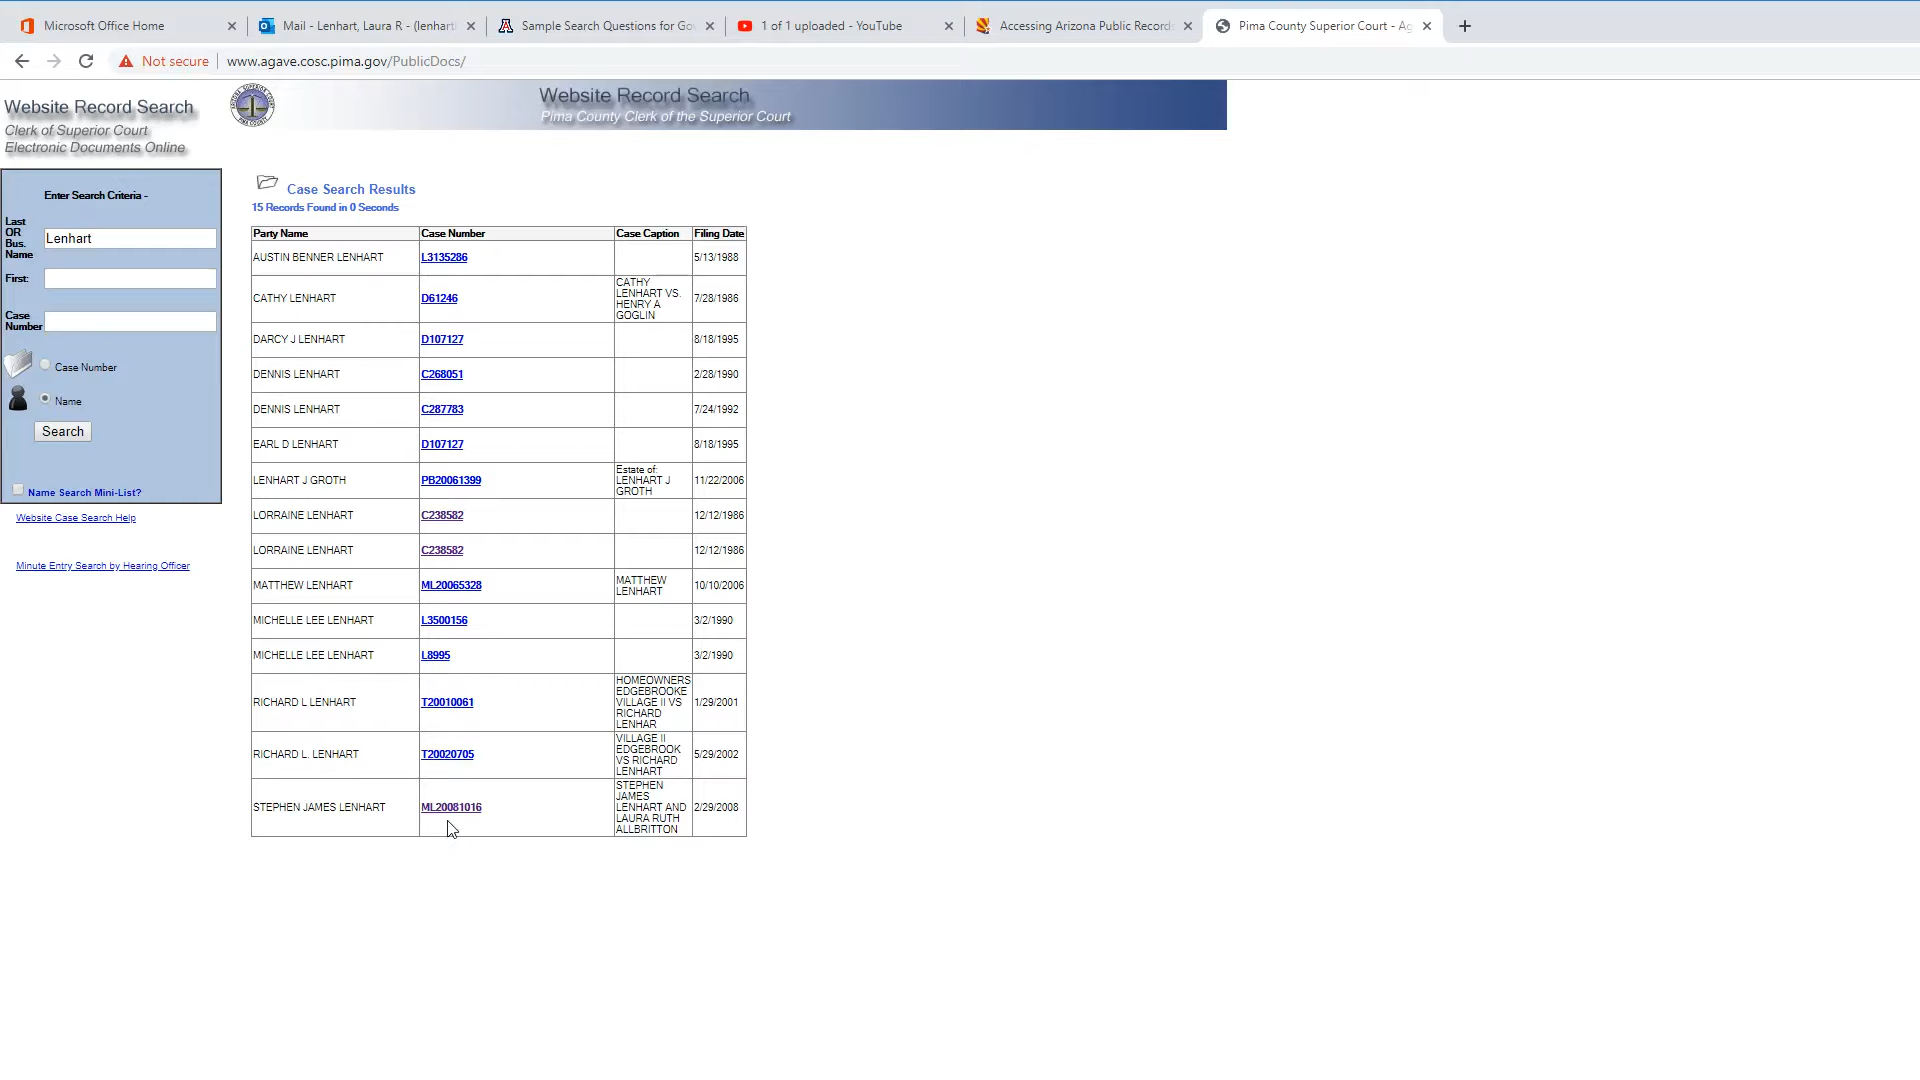 Microsoft Office Home
Mail - Lenhart, Laura R - (lenhart
Sample Search Questions for Go
1 of 1 uploaded - YouTube
Accessing Arizona Public Records
Pima County Superior Court - Ag
Not secure
www.agave.cosc.pima.gov/PublicDocs/
Website Record Search
Clerk of Superior Court
Electronic Documents Online
Website Record Search
Pima County Clerk of the Superior Court
Enter Search Criteria -
Last
OR
Bus.
Name
Lenhart
First:
Case
Number
Case Number
Name
Search
Name Search Mini-List?
Website Case Search Help
Minute Entry Search by Hearing Officer
Case Search Results
15 Records Found in 0 Seconds
Party Name Case Number Case Caption Filing Date
AUSTIN BENNER LENHART L3135286 5/13/1988
CATHY LENHART D61246 7/28/1986
CATHY
LENHART VS.
HENRY A
GOGLIN
DARCY J LENHART D107127 8/18/1995
DENNIS LENHART C268051 2/28/1990
DENNIS LENHART C287783 7/24/1992
EARL D LENHART D107127 8/18/1995
LENHART J GROTH PB20061399 11/22/2006
Estate of:
LENHART J
GROTH
LORRAINE LENHART C238582 12/12/1986
LORRAINE LENHART C238582 12/12/1986
MATTHEW LENHART ML20065328 10/10/2006
MATTHEW
LENHART
MICHELLE LEE LENHART L3500156 3/2/1990
MICHELLE LEE LENHART L8995 3/2/1990
RICHARD L LENHART T20010061 1/29/2001
HOMEOWNERS
EDGEBROOKE
VILLAGE II VS
RICHARD
LENHAR
RICHARD L. LENHART T20020705 5/29/2002
VILLAGE II
EDGEBROOK
VS RICHARD
LENHART
STEPHEN JAMES LENHART ML20081016 2/29/2008
STEPHEN
JAMES
LENHART AND
LAURA RUTH
ALLBRITTON